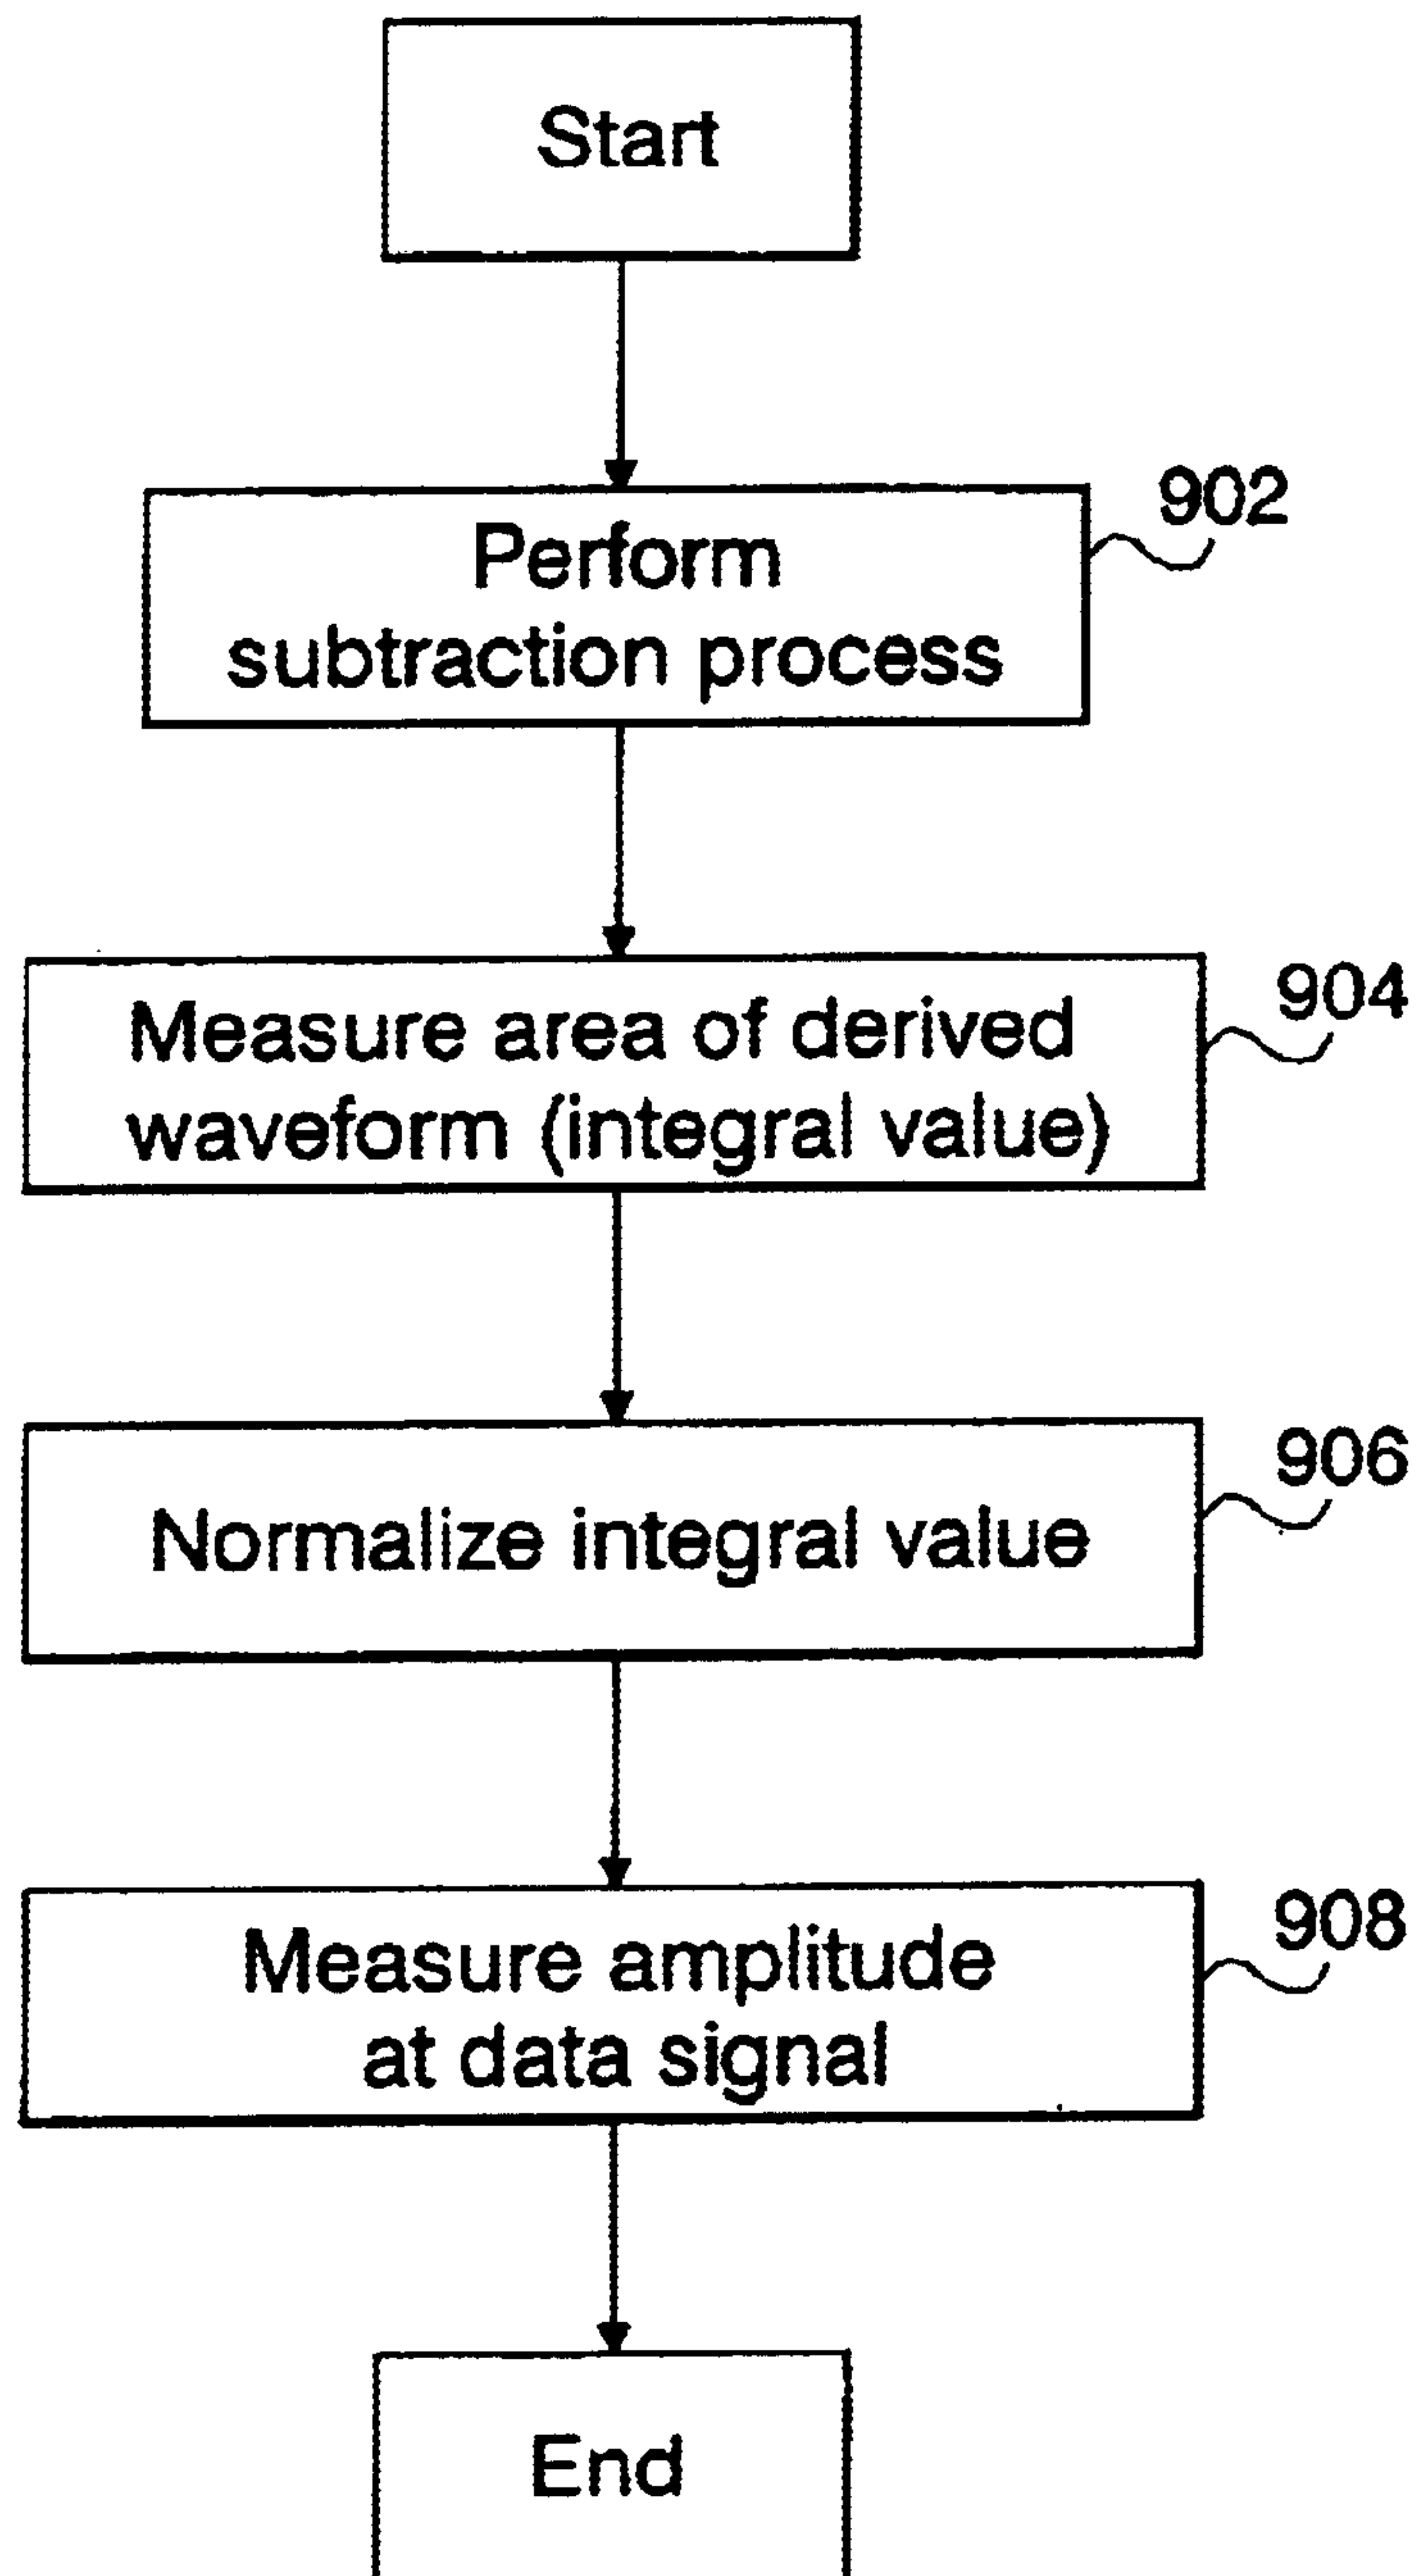 Start
902
Perform
subtraction process
904
Measure area of derived
waveform (integral value)
906
Normalize integral value
908
Measure amplitude
at data signal
End